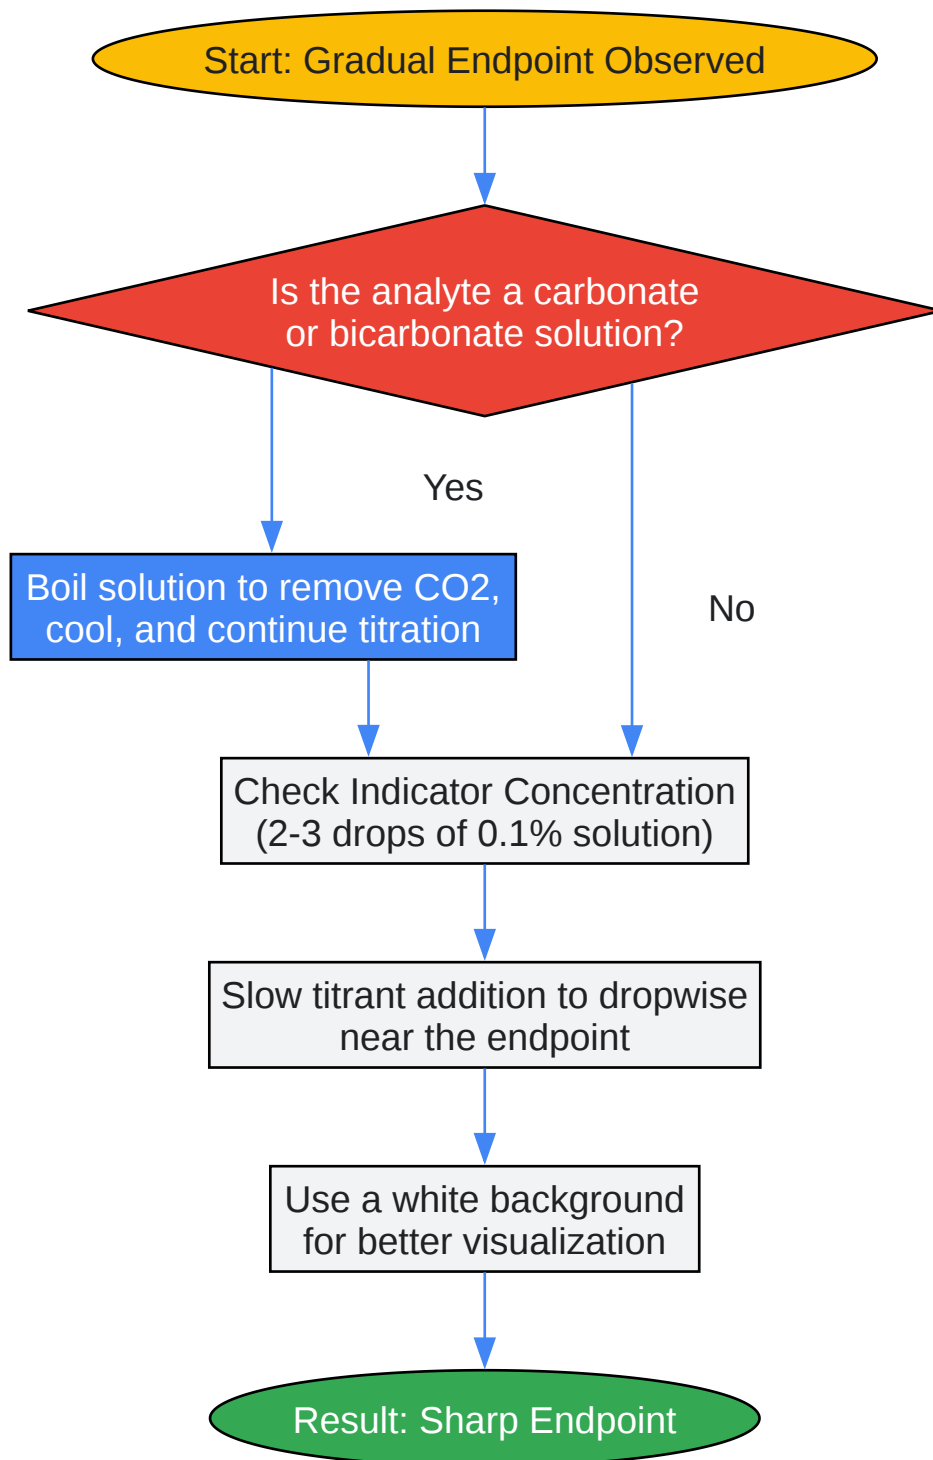 Start: Gradual Endpoint Observed
Is the analyte a carbonate
or bicarbonate solution?
Yes
Boil solution to remove CO2,
cool, and continue titration
No
Check Indicator Concentration
(2-3 drops of 0.1% solution)
Slow titrant addition to dropwise
near the endpoint
Use a white background
for better visualization
Result: Sharp Endpoint